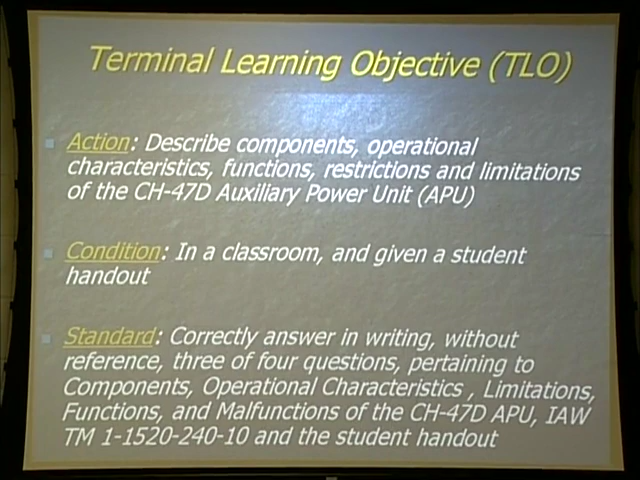 Terminal Learning Objective (TLO)
Action: Describe components, operational
characteristics, functions, restrictions and limitations
of the CH-47D Auxiliary Power Unit (APU)
Condition: In a classroom, and given a student
handout
Standard: Correctly answer in writing, without
reference, three of four questions, pertaining to
Components, Operational Characteristics , Limitations,
Functions, and Malfunctions of the CH-47D APU, IAW
TM 1-1520-240-10 and the student handout